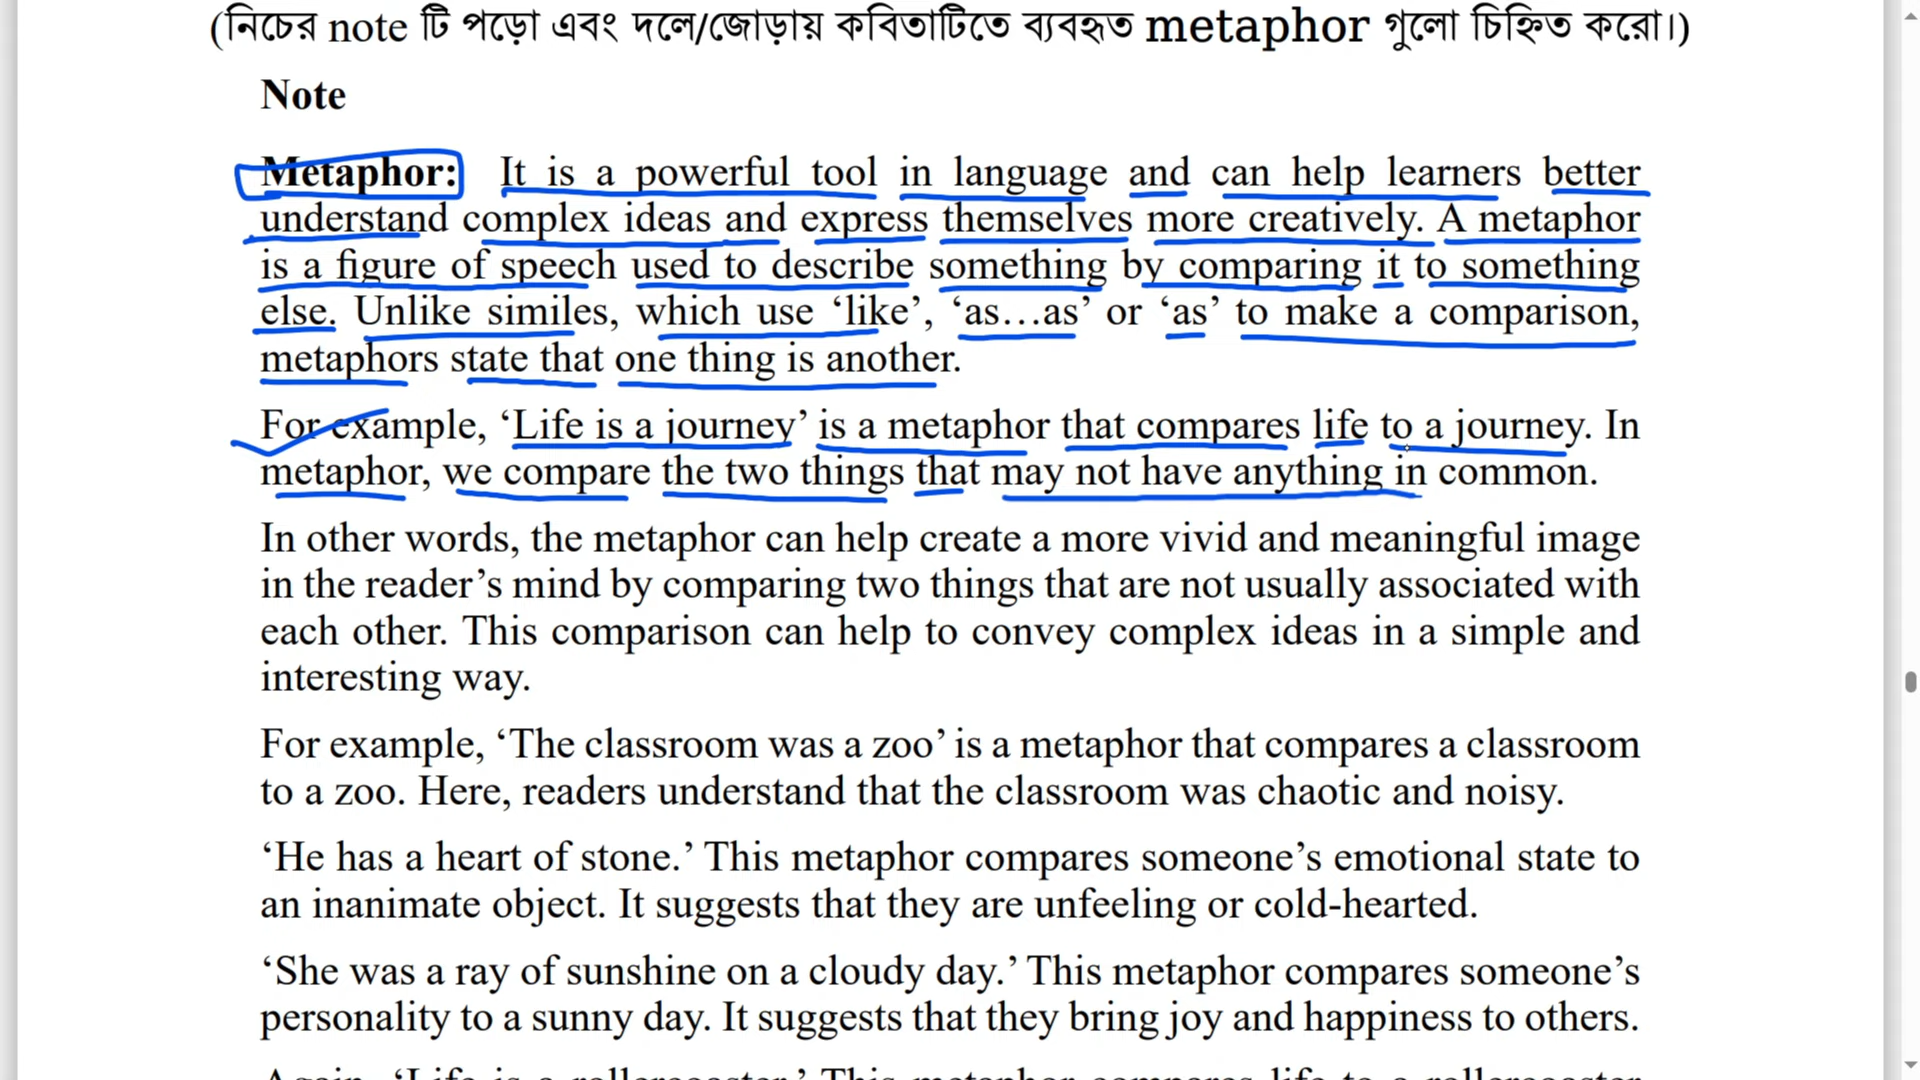 (নিচের note টি পড়ো এবং দলে/জোড়ায় কবিতাটিতে ব্যবহৃত metaphor গুলো চিহ্নিত করো।)
Note
Metaphor: It is a powerful tool in language and can help learners better
understand complex ideas and express themselves more creatively. A metaphor
is a figure of speech used to describe something by comparing it to something
else. Unlike similes, which use ‘like’, ‘as…as’ or ‘as’ to make a comparison,
metaphors state that one thing is another.
For example, ‘Life is a journey’ is a metaphor that compares life to a journey. In
metaphor, we compare the two things that may not have anything in common.
In other words, the metaphor can help create a more vivid and meaningful image
in the reader’s mind by comparing two things that are not usually associated with
each other. This comparison can help to convey complex ideas in a simple and
interesting way.
For example, ‘The classroom was a zoo’ is a metaphor that compares a classroom
to a zoo. Here, readers understand that the classroom was chaotic and noisy.
‘He has a heart of stone.’ This metaphor compares someone’s emotional state to
an inanimate object. It suggests that they are unfeeling or cold-hearted.
‘She was a ray of sunshine on a cloudy day.’ This metaphor compares someone’s
personality to a sunny day. It suggests that they bring joy and happiness to others.
Again, ‘Life is a rollercoaster.’ This metaphor compares life to a rollercoaster